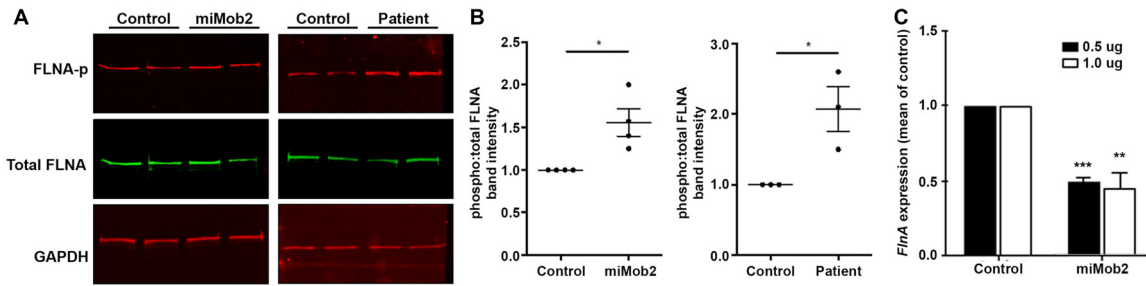 A
Control miMob2 Control Patient
FLNA-p
Total FLNA
GAPDH
B
phospho:total FLNA
band intensity
2.5
2.0
1.5
1.0
0.5
0.0
*
Control miMob2
phospho:total FLNA
band intensity
3.0
2.0
1.0
0.0
*
Control Patient
C
FlnA expression (mean of control)
1.5
1.0
0.5
0.0
0.5 ug
1.0 ug
*** **
Control miMob2